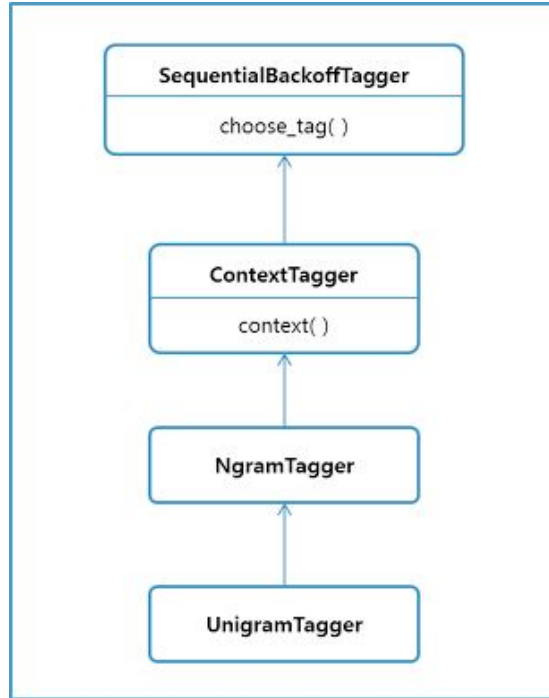 SequentialBackoffTagger
choose_tag( )
ContextTagger
context( )
NgramTagger
UnigramTagger